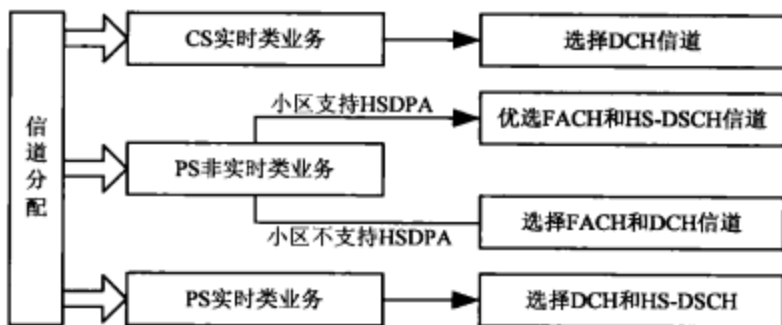 信道分配
CS实时类业务
选择DCH信道
小区支持HSDPA
优选FACH和HS-DSCH信道
PS非实时类业务
小区不支持HSDPA
选择FACH和DCH信道
PS实时类业务
选择DCH和HS-DSCH